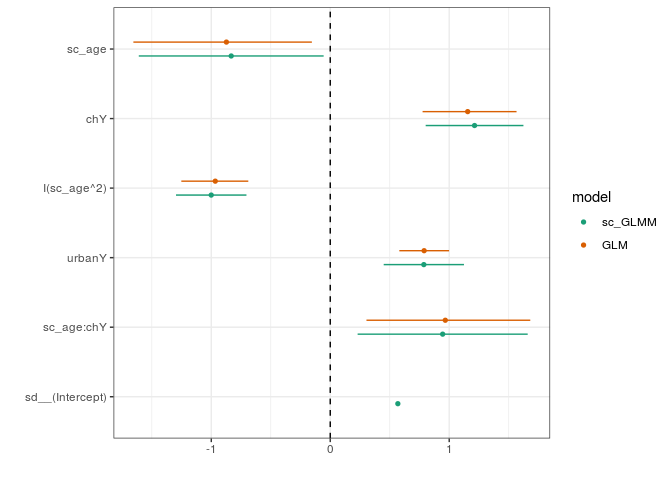 sc_age
chY
I(sc_age^2)
urbanY
sc_age:chY
sd__(Intercept)
-1 0 1
model
sc_GLMM
GLM